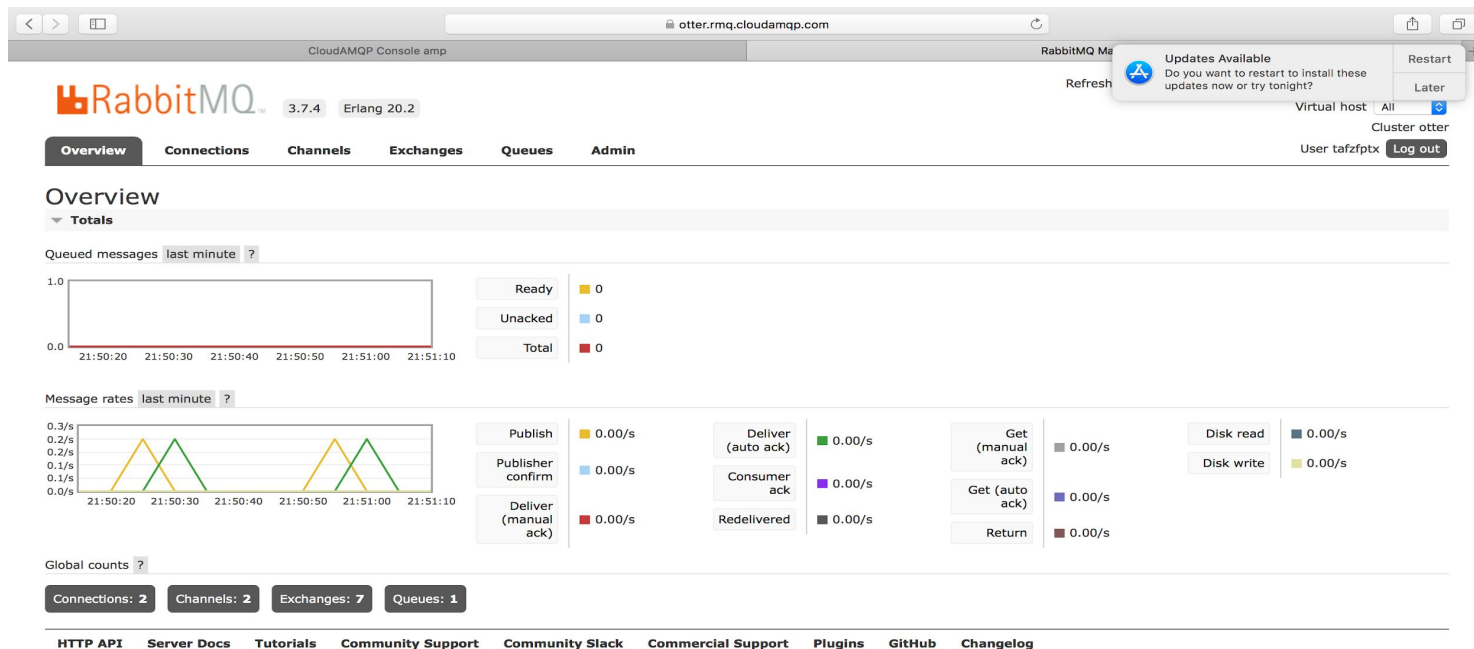 otter.rmq.cloudamqp.com
CloudAMQP Console amp
RabbitMQ Ma
Updates Available
Do you want to restart to install these
updates now or try tonight?
Restart
Later
RabbitMQ
3.7.4
Erlang 20.2
Refresh
Virtual host All
Cluster otter
User tafzfptx Log out
Overview Connections Channels Exchanges Queues Admin
Overview
Totals
Queued messages last minute ?
1.0
0.0
21:50:20 21:50:30 21:50:40 21:50:50 21:51:00 21:51:10
Ready 0
Unacked 0
Total 0
Message rates last minute ?
0.3/s
0.2/s
0.2/s
0.1/s
0.1/s
0.0/s
21:50:20 21:50:30 21:50:40 21:50:50 21:51:00 21:51:10
Publish 0.00/s
Publisher
confirm 0.00/s
Deliver
(manual 0.00/s
ack)
Deliver
(auto ack) 0.00/s
Consumer
ack 0.00/s
Redelivered 0.00/s
Get
(manual 0.00/s
ack)
Get (auto
ack) 0.00/s
Return 0.00/s
Disk read 0.00/s
Disk write 0.00/s
Global counts ?
Connections: 2 Channels: 2 Exchanges: 7 Queues: 1
HTTP API Server Docs Tutorials Community Support Community Slack Commercial Support Plugins GitHub Changelog